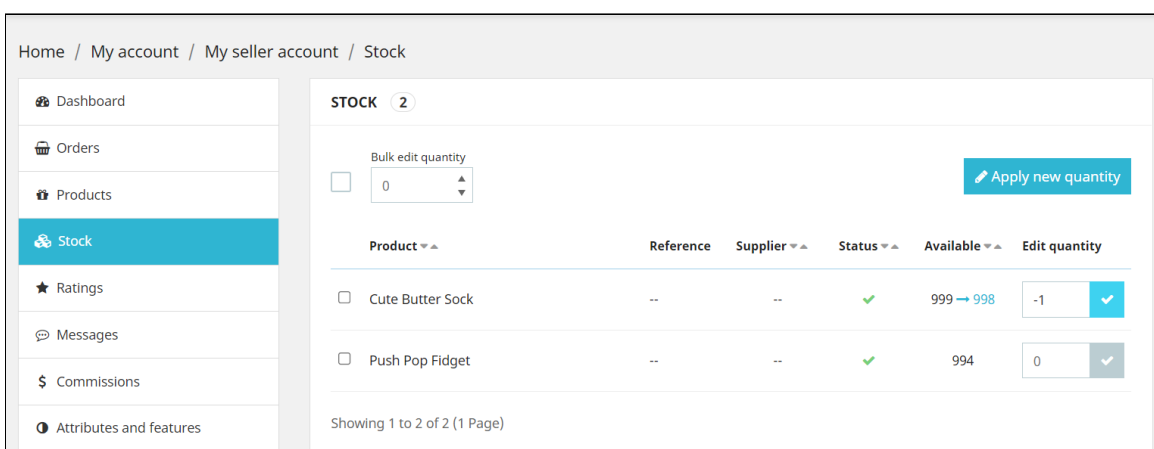 Home / My account / My seller account / Stock
Dashboard
Orders
Products
Stock
Ratings
Messages
Commissions
Attributes and features
STOCK 2
Bulk edit quantity
0
Apply new quantity
Product Reference Supplier Status Available Edit quantity
Cute Butter Sock -- -- 999 → 998 -1
Push Pop Fidget -- -- 994 0
Showing 1 to 2 of 2 (1 Page)